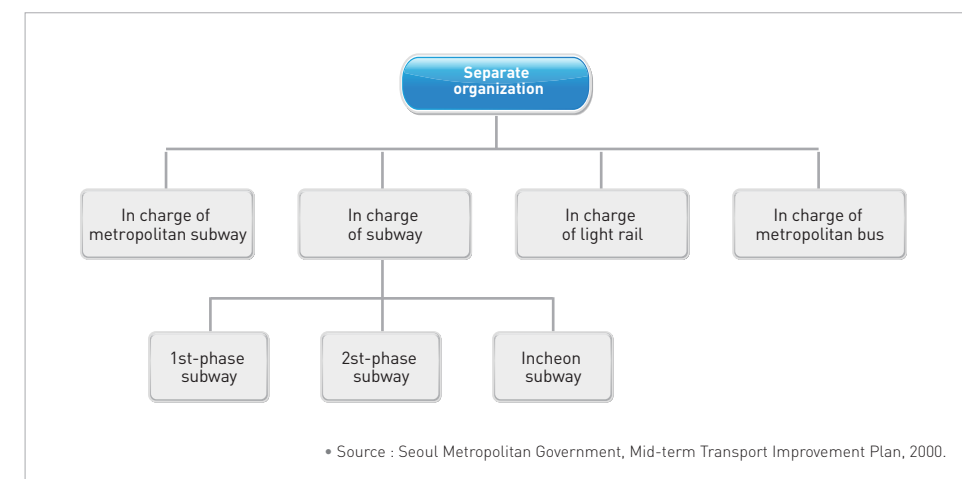 Separate
organization
In charge of
metropolitan subway
In charge
of subway
In charge
of light rail
In charge of
metropolitan bus
1st-phase
subway
2st-phase
subway
Incheon
subway
• Source : Seoul Metropolitan Government, Mid-term Transport Improvement Plan, 2000.